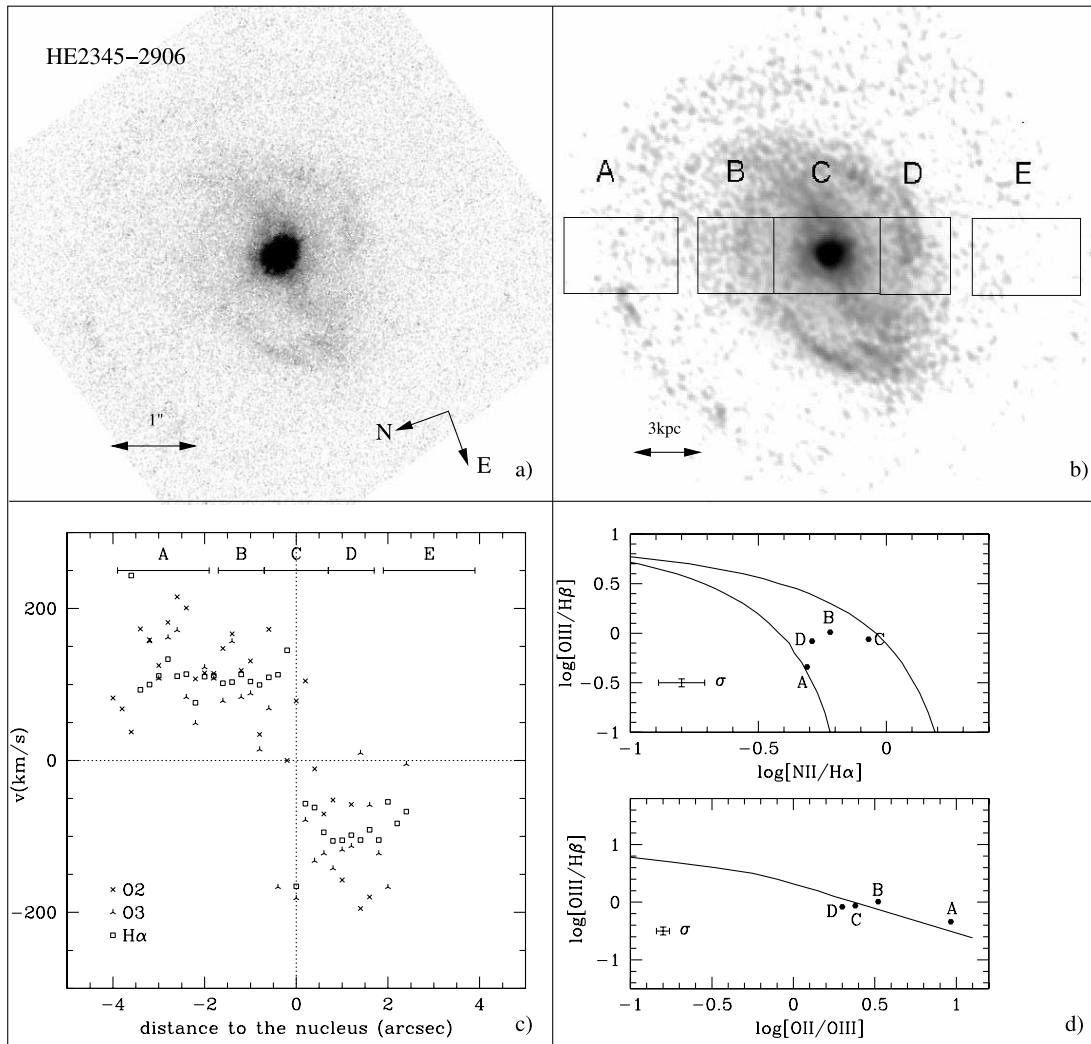 HE2345−2906
1"
N
E
a)
A B C D E
3kpc
b)
A B C D E
200
0
−200
v(km/s)
O2
O3
Hα
−4 −2 0 2 4
distance to the nucleus (arcsec)
c)
1
0.5
0
−0.5
−1
log[OIII/Hβ]
B
D
C
A
σ
−1 −0.5 0
log[NII/Hα]
1
0
−1
log[OIII/Hβ]
B
A
D
C
σ
−1 −0.5 0 0.5 1
log[OII/OIII]
d)